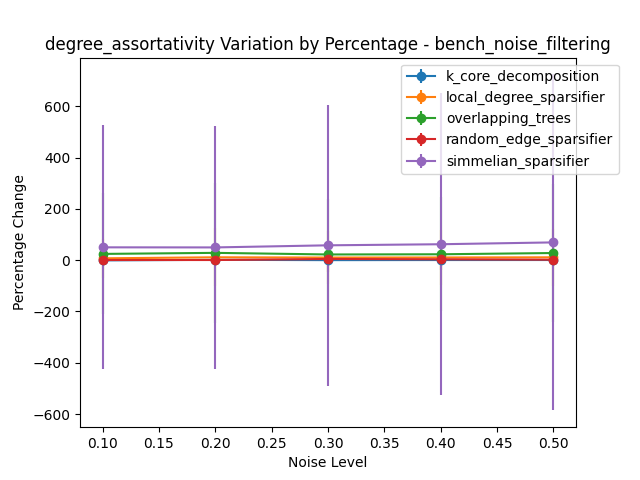 degree_assortativity Variation by Percentage - bench_noise_filtering
k_core_decomposition
local_degree_sparsifier
overlapping_trees
random_edge_sparsifier
simmelian_sparsifier
Percentage Change
600
400
200
0
−200
−400
−600
0.10 0.15 0.20 0.25 0.30 0.35 0.40 0.45 0.50
Noise Level